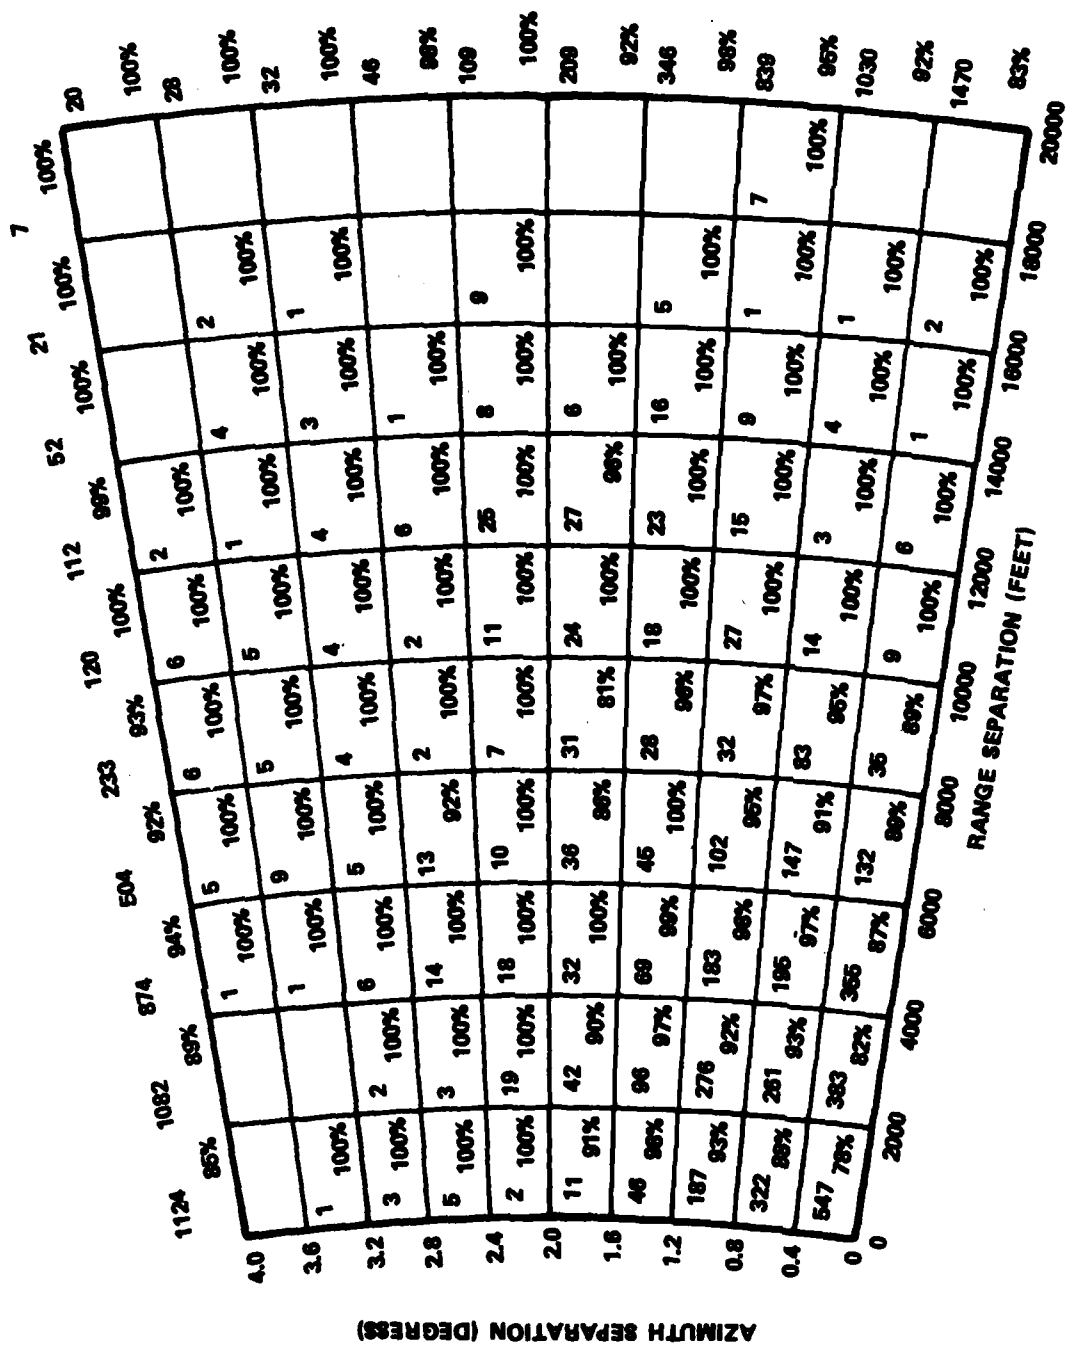 1124 85% 1082 89% 874 94% 504 92% 233 93% 120 100% 112 99% 52 100% 21 100% 7 100%
4.0
1 100% 5 100% 6 100% 6 100% 2 100% 20 100%
3.6
1 100% 1 100% 9 100% 5 100% 5 100% 1 100% 4 100% 2 100% 28 100%
3.2
3 100% 2 100% 6 100% 5 100% 4 100% 4 100% 4 100% 3 100% 1 100% 32 100%
2.8
5 100% 3 100% 14 100% 13 92% 2 100% 2 100% 6 100% 1 100% 46 98%
2.4
2 100% 19 100% 18 100% 10 100% 7 100% 11 100% 25 100% 8 100% 9 100% 109 100%
2.0
11 91% 42 90% 32 100% 36 86% 31 81% 24 100% 27 96% 6 100% 209 92%
1.6
46 98% 96 97% 69 99% 45 100% 28 96% 18 100% 23 100% 16 100% 5 100% 346 98%
1.2
187 93% 276 92% 183 98% 102 95% 32 97% 27 100% 15 100% 9 100% 1 100% 7 100% 839 95%
0.8
322 88% 261 93% 195 97% 147 91% 83 95% 14 100% 3 100% 4 100% 1 100% 1030 92%
0.4
547 78% 383 82% 355 87% 132 35 89% 9 100% 6 100% 1 100% 2 100% 1470 83%
0
0 2000 4000 6000 8000 10000 12000 14000 16000 18000 20000
AZIMUTH SEPARATION (DEGRESS)
RANGE SEPARATION (FEET)